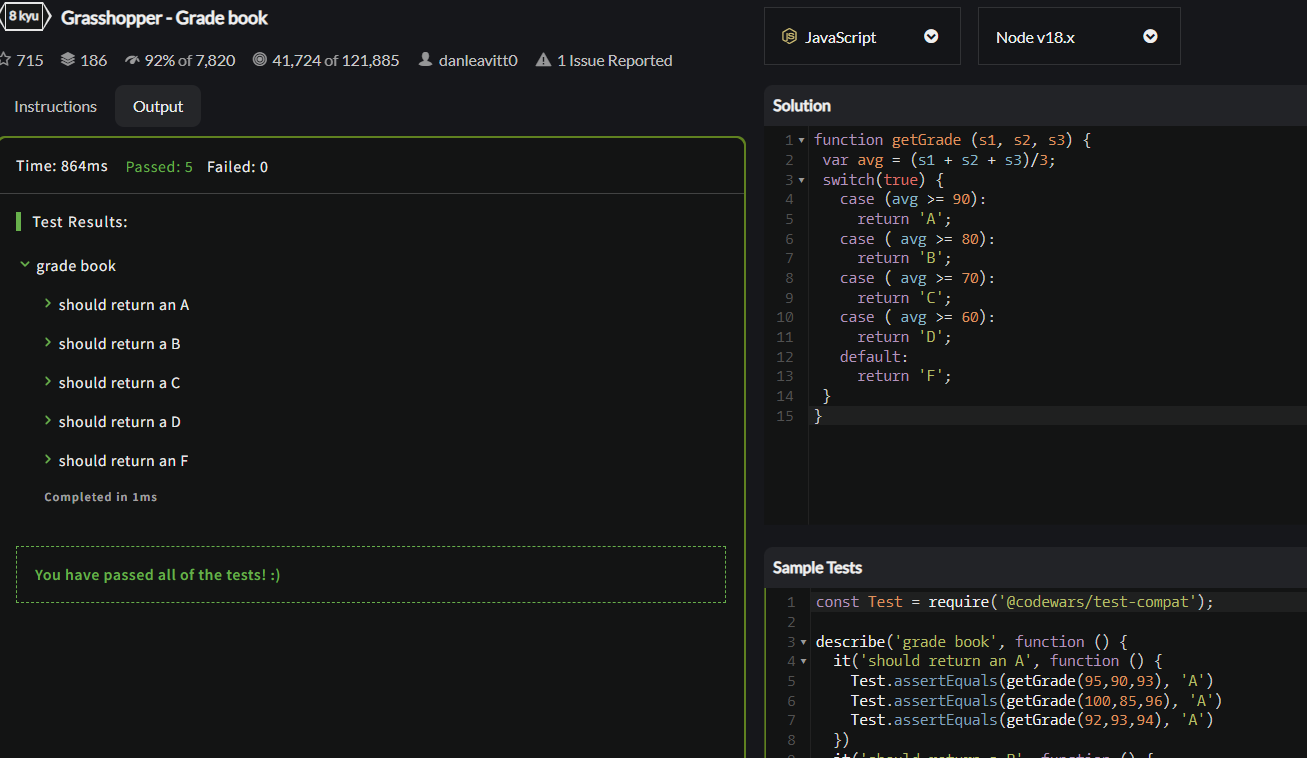 8 kyu Grasshopper - Grade book
715 186 92% of 7,820 41,724 of 121,885 danleavitt0 1 Issue Reported
Instructions Output
Time: 864ms Passed: 5 Failed: 0
Test Results:
grade book
should return an A
should return a B
should return a C
should return a D
should return an F
Completed in 1ms
You have passed all of the tests! :)
JavaScript Node v18.x
Solution
1 function getGrade (s1, s2, s3) {
2 var avg = (s1 + s2 + s3)/3;
3 switch(true) {
4 case (avg >= 90):
5 return 'A';
6 case ( avg >= 80):
7 return 'B';
8 case ( avg >= 70):
9 return 'C';
10 case ( avg >= 60):
11 return 'D';
12 default:
13 return 'F';
14 }
15 }
Sample Tests
1 const Test = require('@codewars/test-compat');
2
3 describe('grade book', function () {
4 it('should return an A', function () {
5 Test.assertEquals(getGrade(95,90,93), 'A')
6 Test.assertEquals(getGrade(100,85,96), 'A')
7 Test.assertEquals(getGrade(92,93,94), 'A')
8 })
9 it('should return a B', function () {